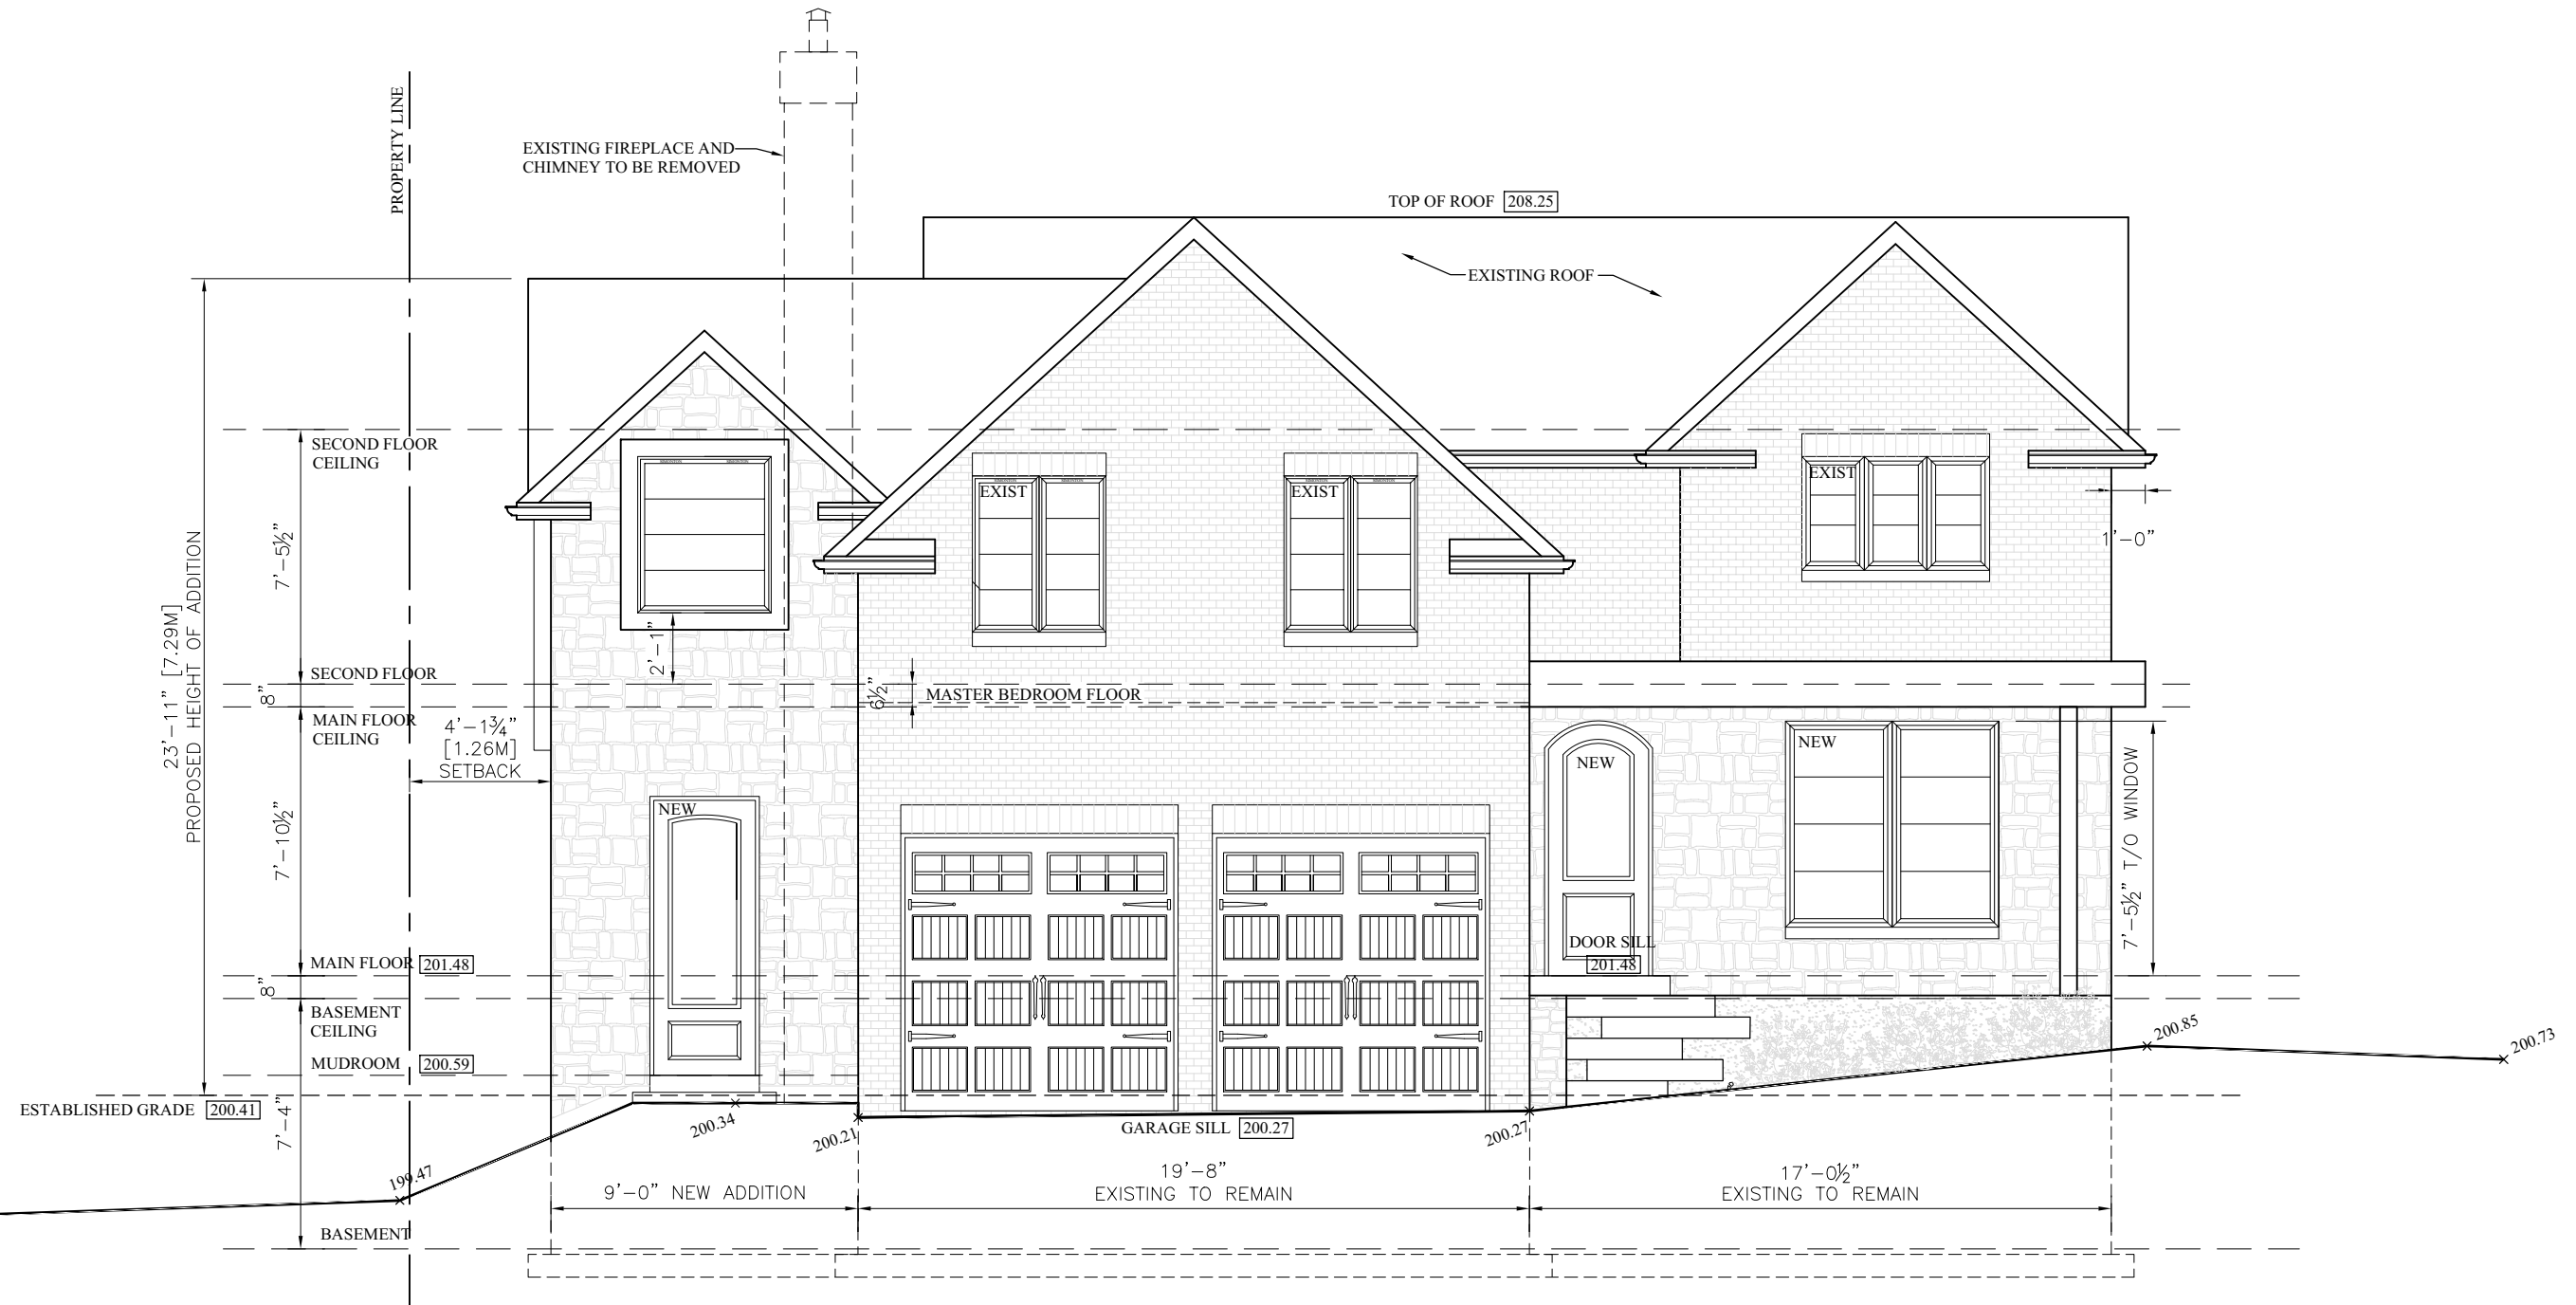 PROPERTY LINE
EXISTING FIREPLACE AND
CHIMNEY TO BE REMOVED
TOP OF ROOF 208.25
EXISTING ROOF
SECOND FLOOR
CEILING
7'-5½"
23'-11" [7.29M]
PROPOSED HEIGHT OF ADDITION
EXIST
EXIST
EXIST
1'-0"
2'-1"
SECOND FLOOR
8"
6½"
MASTER BEDROOM FLOOR
MAIN FLOOR
CEILING
4'-1¾"
[1.26M]
SETBACK
7'-10½"
NEW
NEW
NEW
7'-5½" T/O WINDOW
DOOR SILL
201.48
MAIN FLOOR 201.48
8"
BASEMENT
CEILING
MUDROOM 200.59
ESTABLISHED GRADE 200.41
7'-4"
199.47
200.34
200.21
GARAGE SILL 200.27
200.27
200.85
200.73
9'-0" NEW ADDITION
19'-8"
EXISTING TO REMAIN
17'-0½"
EXISTING TO REMAIN
BASEMENT